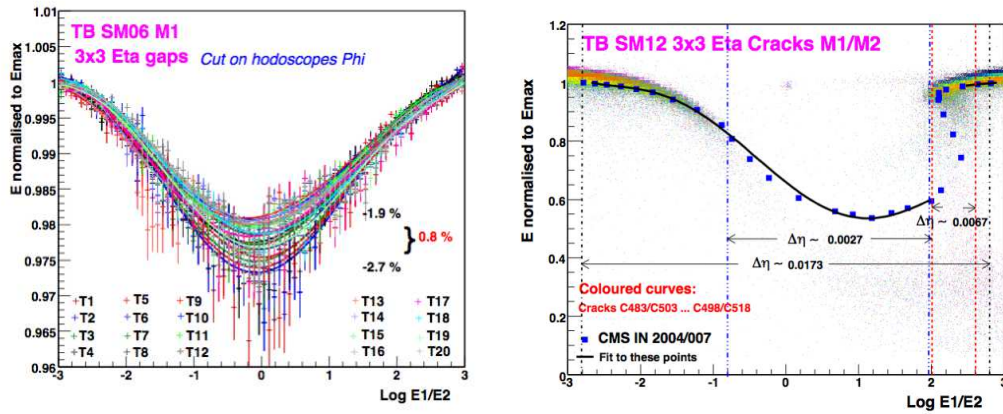 TB SM06 M1
3x3 Eta gaps Cut on hodoscopes Phi
E normalised to Emax
1.01
1.005
1
0.995
0.99
0.985
0.98
0.975
0.97
0.965
0.96
-1.9 %
0.8 %
-2.7 %
T1 T5 T9 T13 T17
T2 T6 T10 T14 T18
T3 T7 T11 T15 T19
T4 T8 T12 T16 T20
-3 -2 -1 0 1 2 3
Log E1/E2
TB SM12 3x3 Eta Cracks M1/M2
E normalised to Emax
1.2
1.0
0.8
0.6
0.4
0.2
0
Δη ~ 0.0067
Δη ~ 0.0027
Δη ~ 0.0173
Coloured curves:
Cracks C483/C503 ... C498/C518
CMS IN 2004/007
Fit to these points
-3 -2 -1 0 1 2 3
Log E1/E2